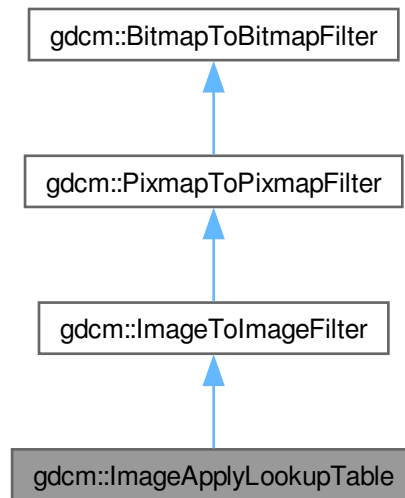 gdcm::BitmapToBitmapFilter
gdcm::PixmapToPixmapFilter
gdcm::ImageToImageFilter
gdcm::ImageApplyLookupTable